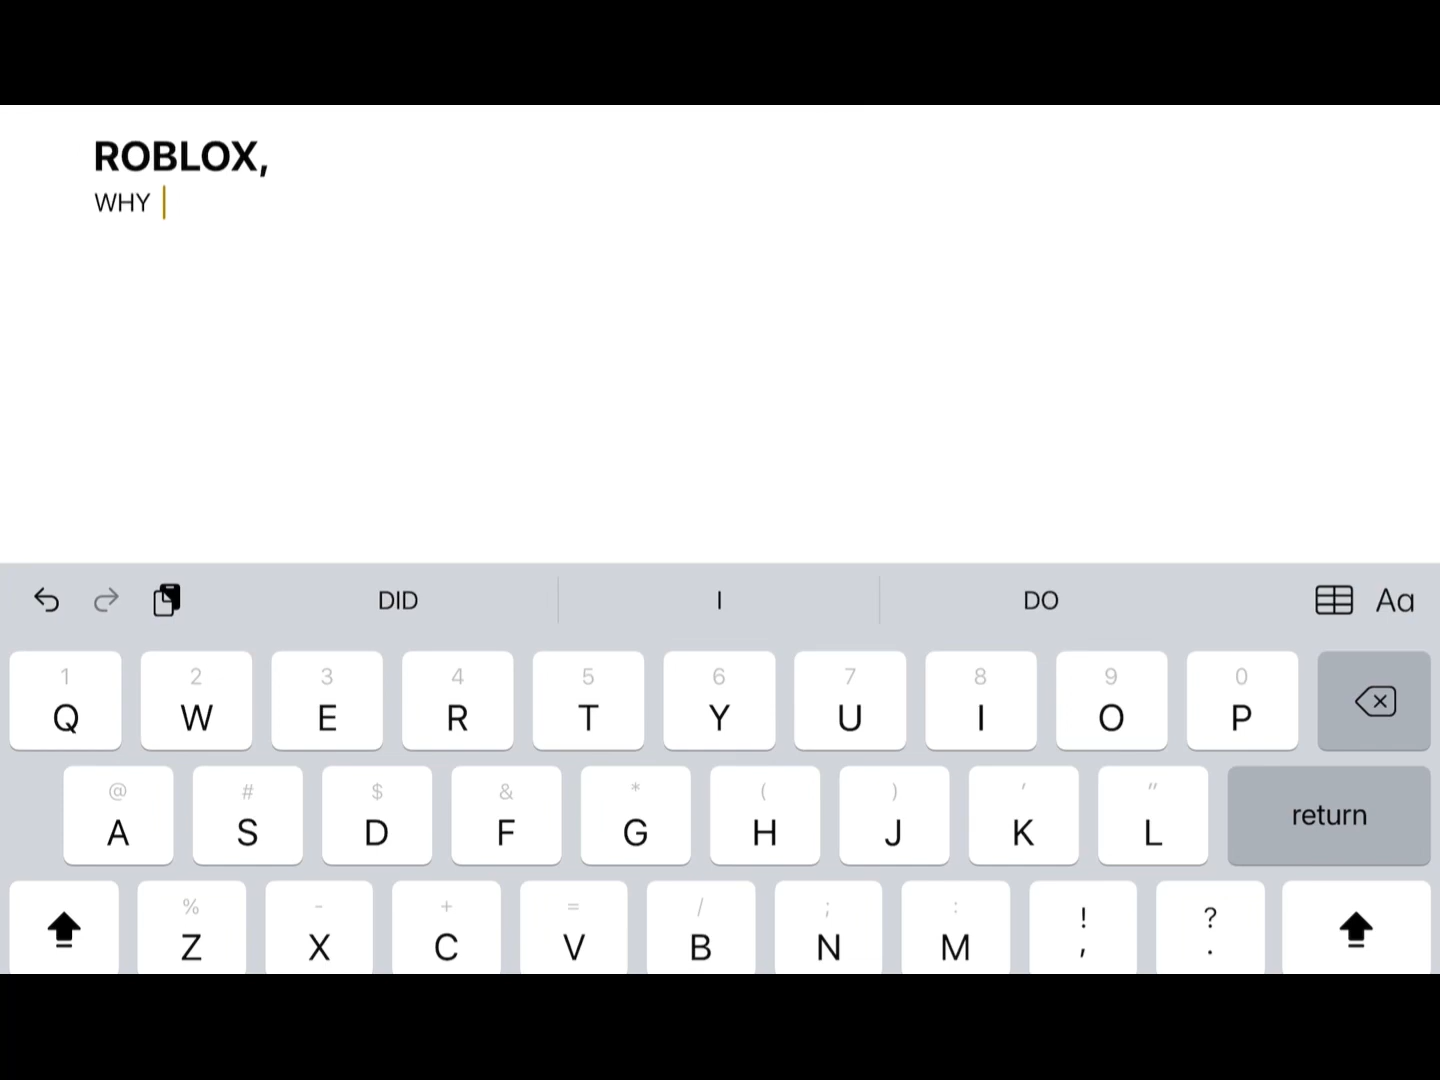 ROBLOX,
WHY
DID I DO Aa
1 2 3 4 5 6 7 8 9 0
Q W E R T Y U I O P
@ # $ & * ( ) ' "
A S D F G H J K L return
% - + = / ; : ! ?
Z X C V B N M , .